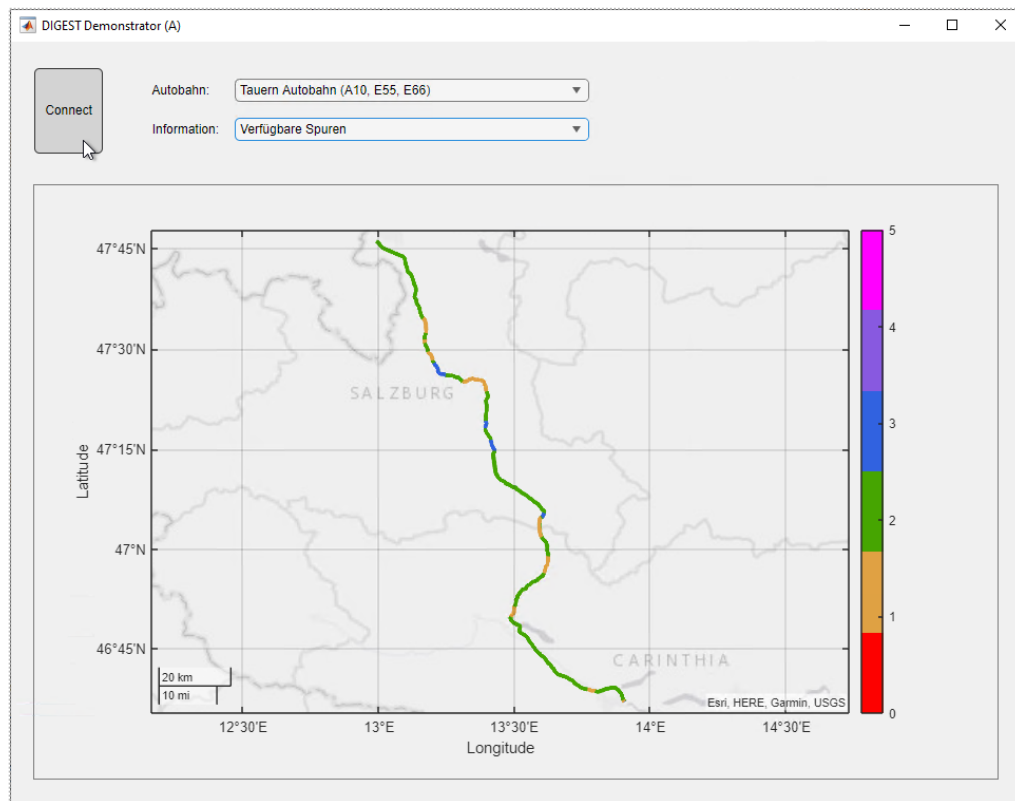 DIGEST Demonstrator (A)
Connect
Autobahn:
Tauern Autobahn (A10, E55, E66)
Information:
Verfügbare Spuren
47°45'N
47°30'N
47°15'N
47°N
46°45'N
Latitude
SALZBURG
CARINTHIA
20 km
10 mi
Esri, HERE, Garmin, USGS
12°30'E
13°E
13°30'E
14°E
14°30'E
Longitude
5
4
3
2
1
0